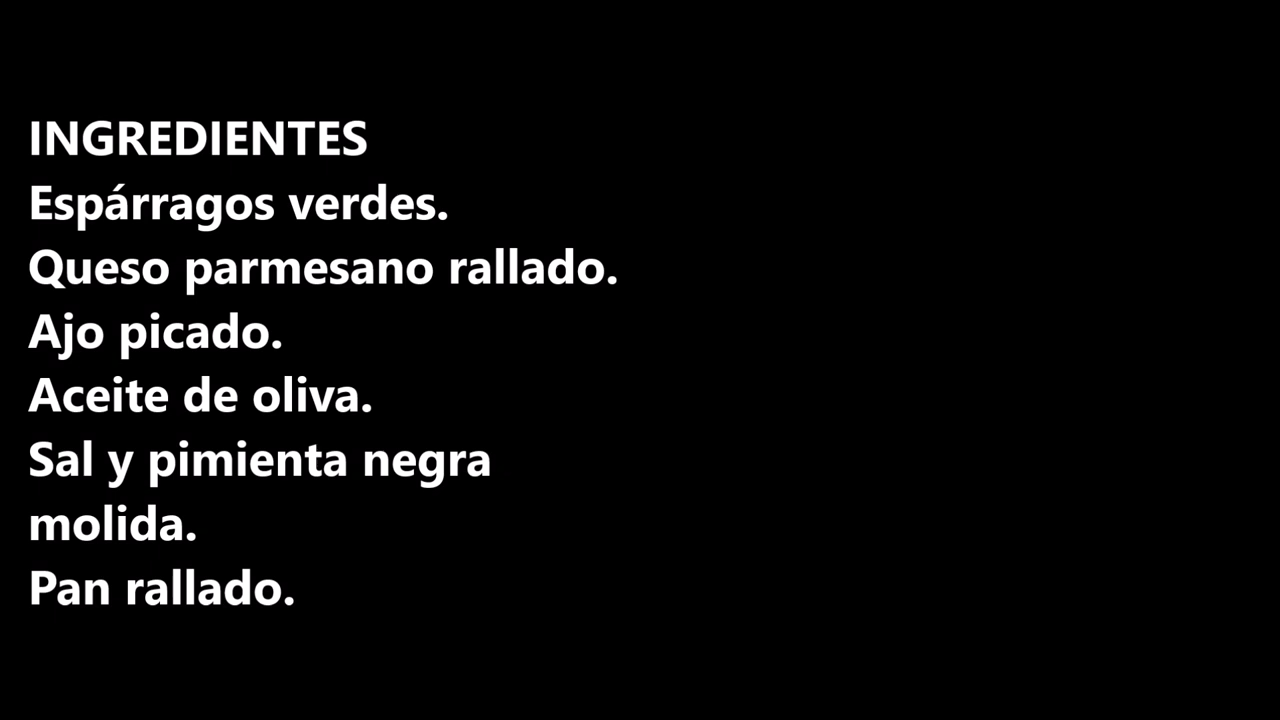 INGREDIENTES
Espárragos verdes.
Queso parmesano rallado.
Ajo picado.
Aceite de oliva.
Sal y pimienta negra
molida.
Pan rallado.